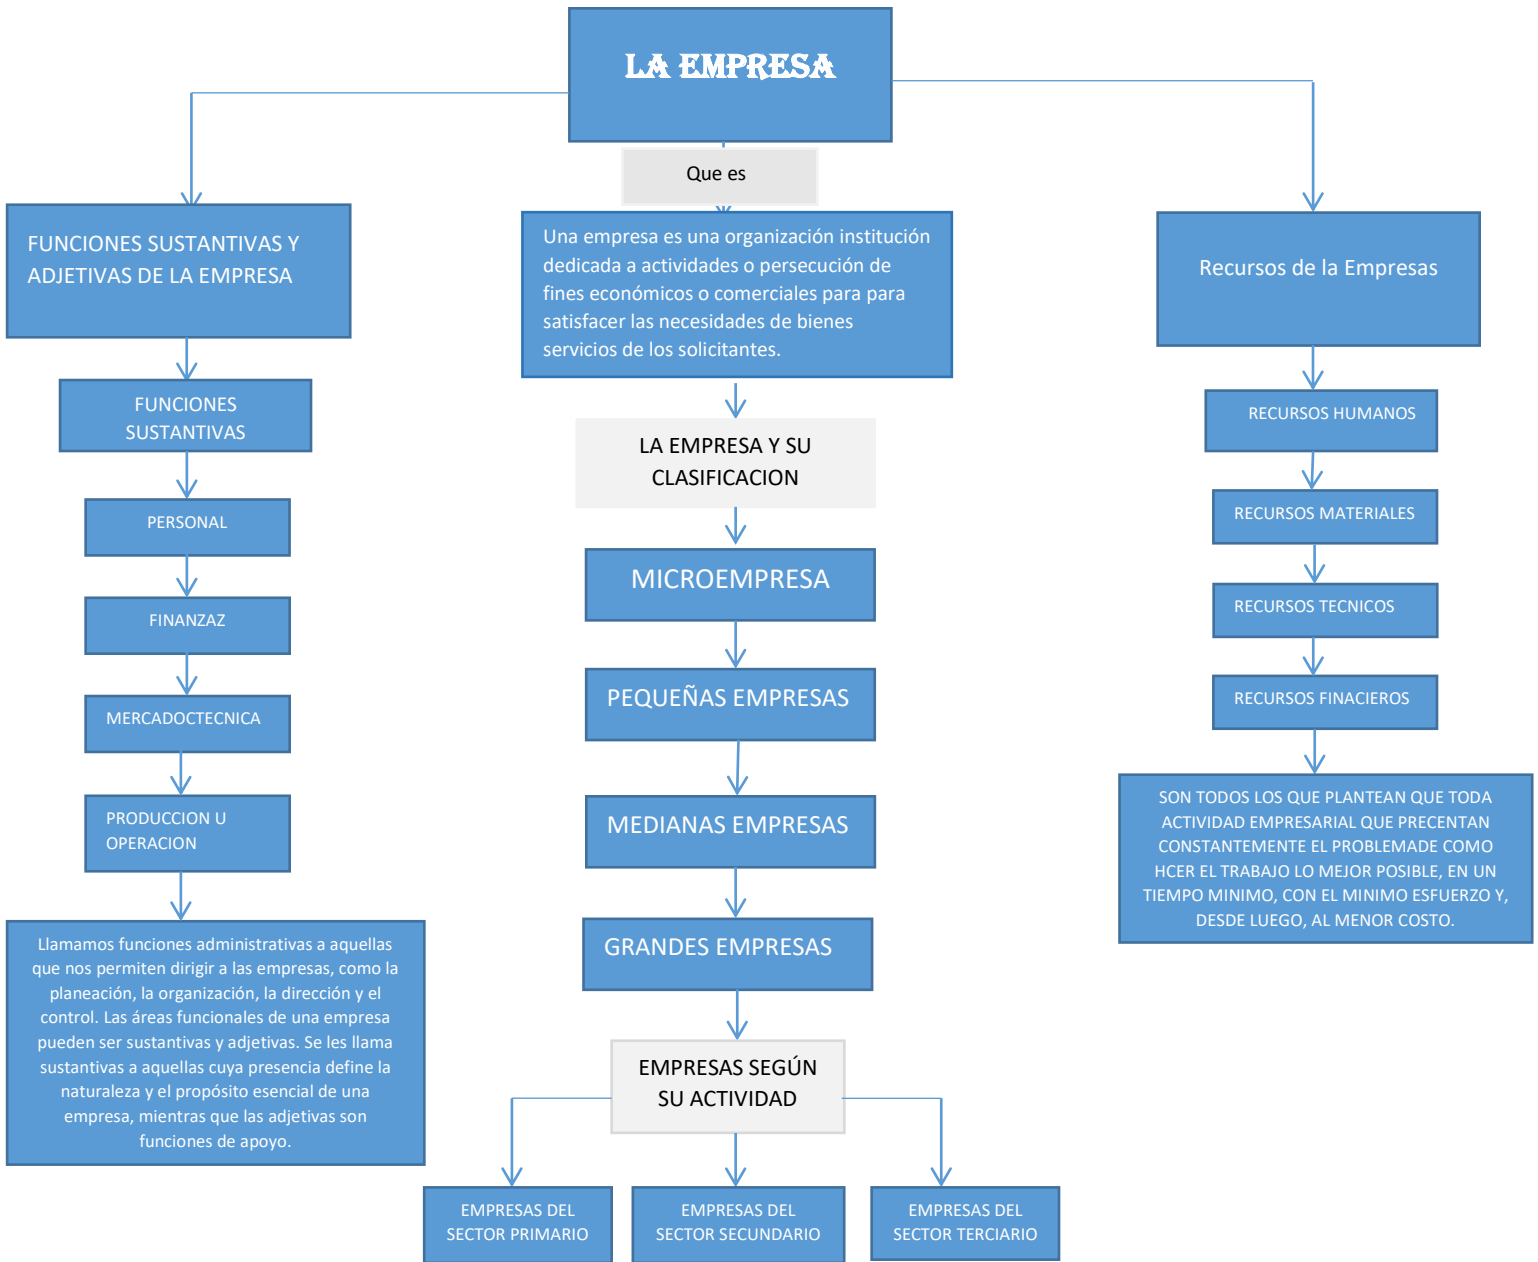 LA EMPRESA
Que es
FUNCIONES SUSTANTIVAS Y
ADJETIVAS DE LA EMPRESA
FUNCIONES
SUSTANTIVAS
PERSONAL
FINANZAZ
MERCADOCTECNICA
PRODUCCION U
OPERACION
Llamamos funciones administrativas a aquellas
que nos permiten dirigir a las empresas, como la
planeación, la organización, la dirección y el
control. Las áreas funcionales de una empresa
pueden ser sustantivas y adjetivas. Se les llama
sustantivas a aquellas cuya presencia define la
naturaleza y el propósito esencial de una
empresa, mientras que las adjetivas son
funciones de apoyo.
Una empresa es una organización institución
dedicada a actividades o persecución de
fines económicos o comerciales para para
satisfacer las necesidades de bienes
servicios de los solicitantes.
LA EMPRESA Y SU
CLASIFICACION
MICROEMPRESA
PEQUEÑAS EMPRESAS
MEDIANAS EMPRESAS
GRANDES EMPRESAS
EMPRESAS SEGÚN
SU ACTIVIDAD
EMPRESAS DEL
SECTOR PRIMARIO
EMPRESAS DEL
SECTOR SECUNDARIO
EMPRESAS DEL
SECTOR TERCIARIO
Recursos de la Empresas
RECURSOS HUMANOS
RECURSOS MATERIALES
RECURSOS TECNICOS
RECURSOS FINACIEROS
SON TODOS LOS QUE PLANTEAN QUE TODA
ACTIVIDAD EMPRESARIAL QUE PRECENTAN
CONSTANTEMENTE EL PROBLEMADE COMO
HCER EL TRABAJO LO MEJOR POSIBLE, EN UN
TIEMPO MINIMO, CON EL MINIMO ESFUERZO Y,
DESDE LUEGO, AL MENOR COSTO.